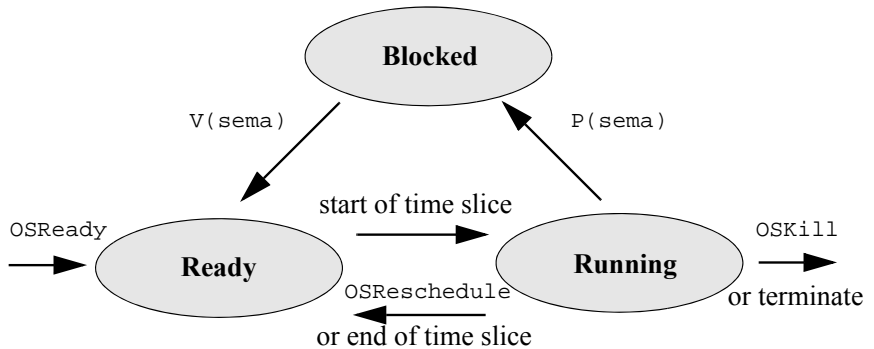 Blocked
V(sema)
P(sema)
start of time slice
OSReady
OSKill
Ready
Running
OSReschedule
or terminate
or end of time slice